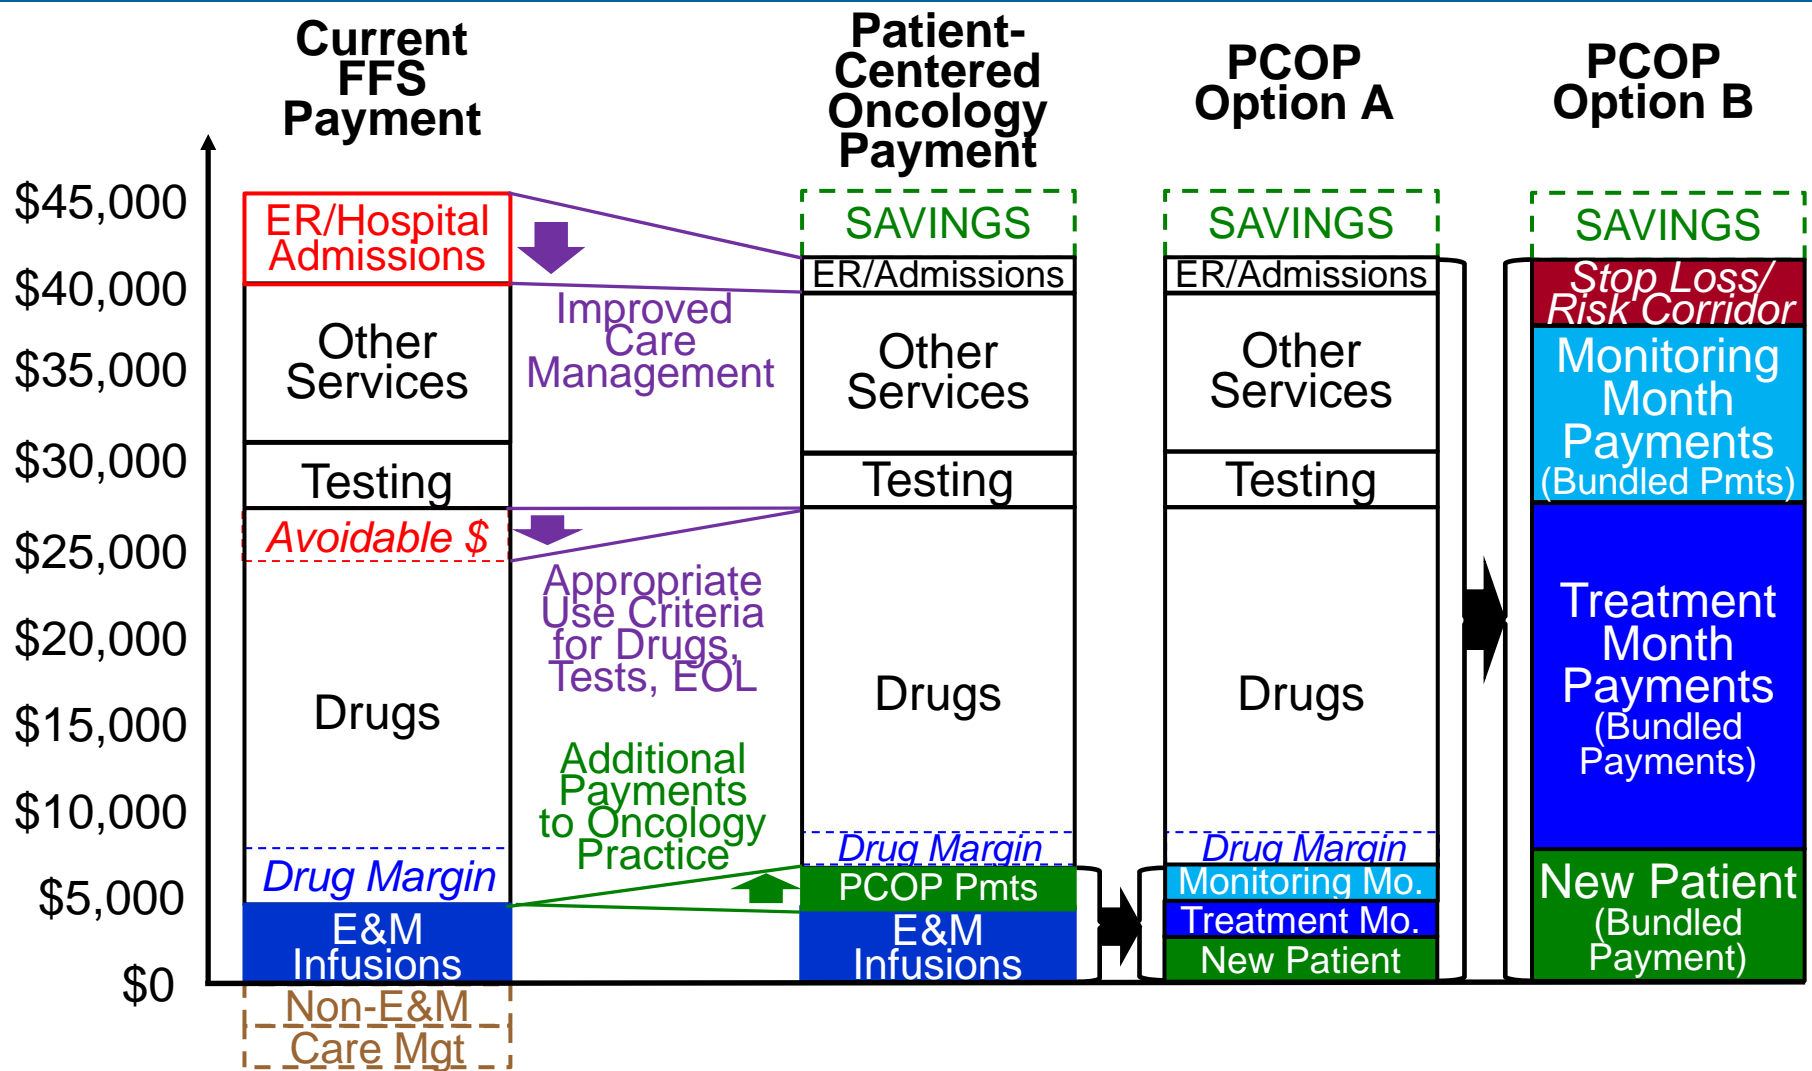 Current
FFS
Payment
Patient-
Centered
Oncology
Payment
PCOP
Option A
PCOP
Option B
$45,000
$40,000
$35,000
$30,000
$25,000
$20,000
$15,000
$10,000
$5,000
$0
ER/Hospital
Admissions
Other
Services
Testing
Avoidable $
Drugs
Drug Margin
E&M
Infusions
Non-E&M
Care Mgt
Improved
Care
Management
Appropriate
Use Criteria
for Drugs,
Tests, EOL
Additional
Payments
to Oncology
Practice
SAVINGS
ER/Admissions
Other
Services
Testing
Drugs
Drug Margin
PCOP Pmts
E&M
Infusions
SAVINGS
ER/Admissions
Other
Services
Testing
Drugs
Drug Margin
Monitoring Mo.
Treatment Mo.
New Patient
SAVINGS
Stop Loss/
Risk Corridor
Monitoring
Month
Payments
(Bundled Pmts)
Treatment
Month
Payments
(Bundled
Payments)
New Patient
(Bundled
Payment)